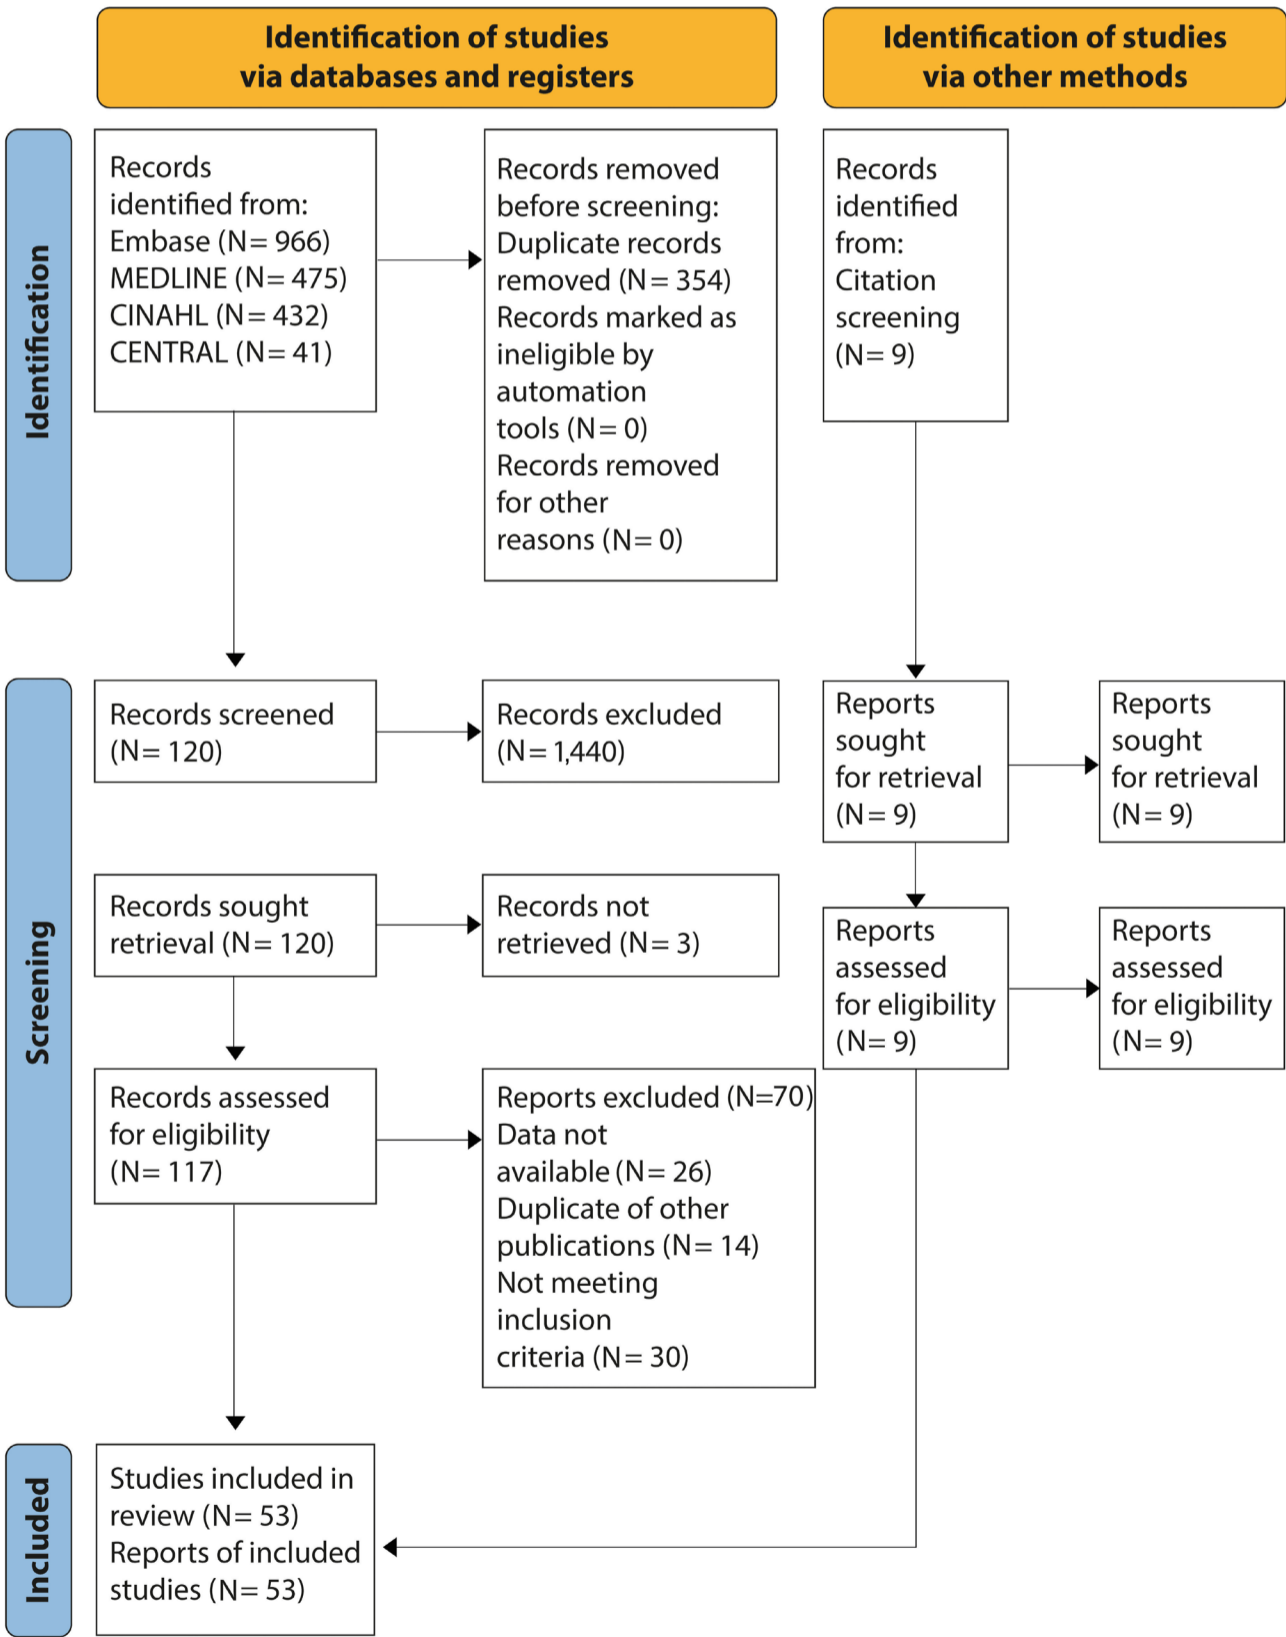 Identification of studies
via databases and registers
Identification of studies
via other methods
Identification
Records
identified from:
Embase (N= 966)
MEDLINE (N= 475)
CINAHL (N= 432)
CENTRAL (N= 41)
Records removed
before screening:
Duplicate records
removed (N= 354)
Records marked as
ineligible by
automation
tools (N= 0)
Records removed
for other
reasons (N= 0)
Records
identified
from:
Citation
screening
(N= 9)
Screening
Records screened
(N= 120)
Records excluded
(N= 1,440)
Reports
sought
for retrieval
(N= 9)
Reports
sought
for retrieval
(N= 9)
Records sought
retrieval (N= 120)
Records not
retrieved (N= 3)
Reports
assessed
for eligibility
(N= 9)
Reports
assessed
for eligibility
(N= 9)
Records assessed
for eligibility
(N= 117)
Reports excluded (N=70)
Data not
available (N= 26)
Duplicate of other
publications (N= 14)
Not meeting
inclusion
criteria (N= 30)
Included
Studies included in
review (N= 53)
Reports of included
studies (N= 53)